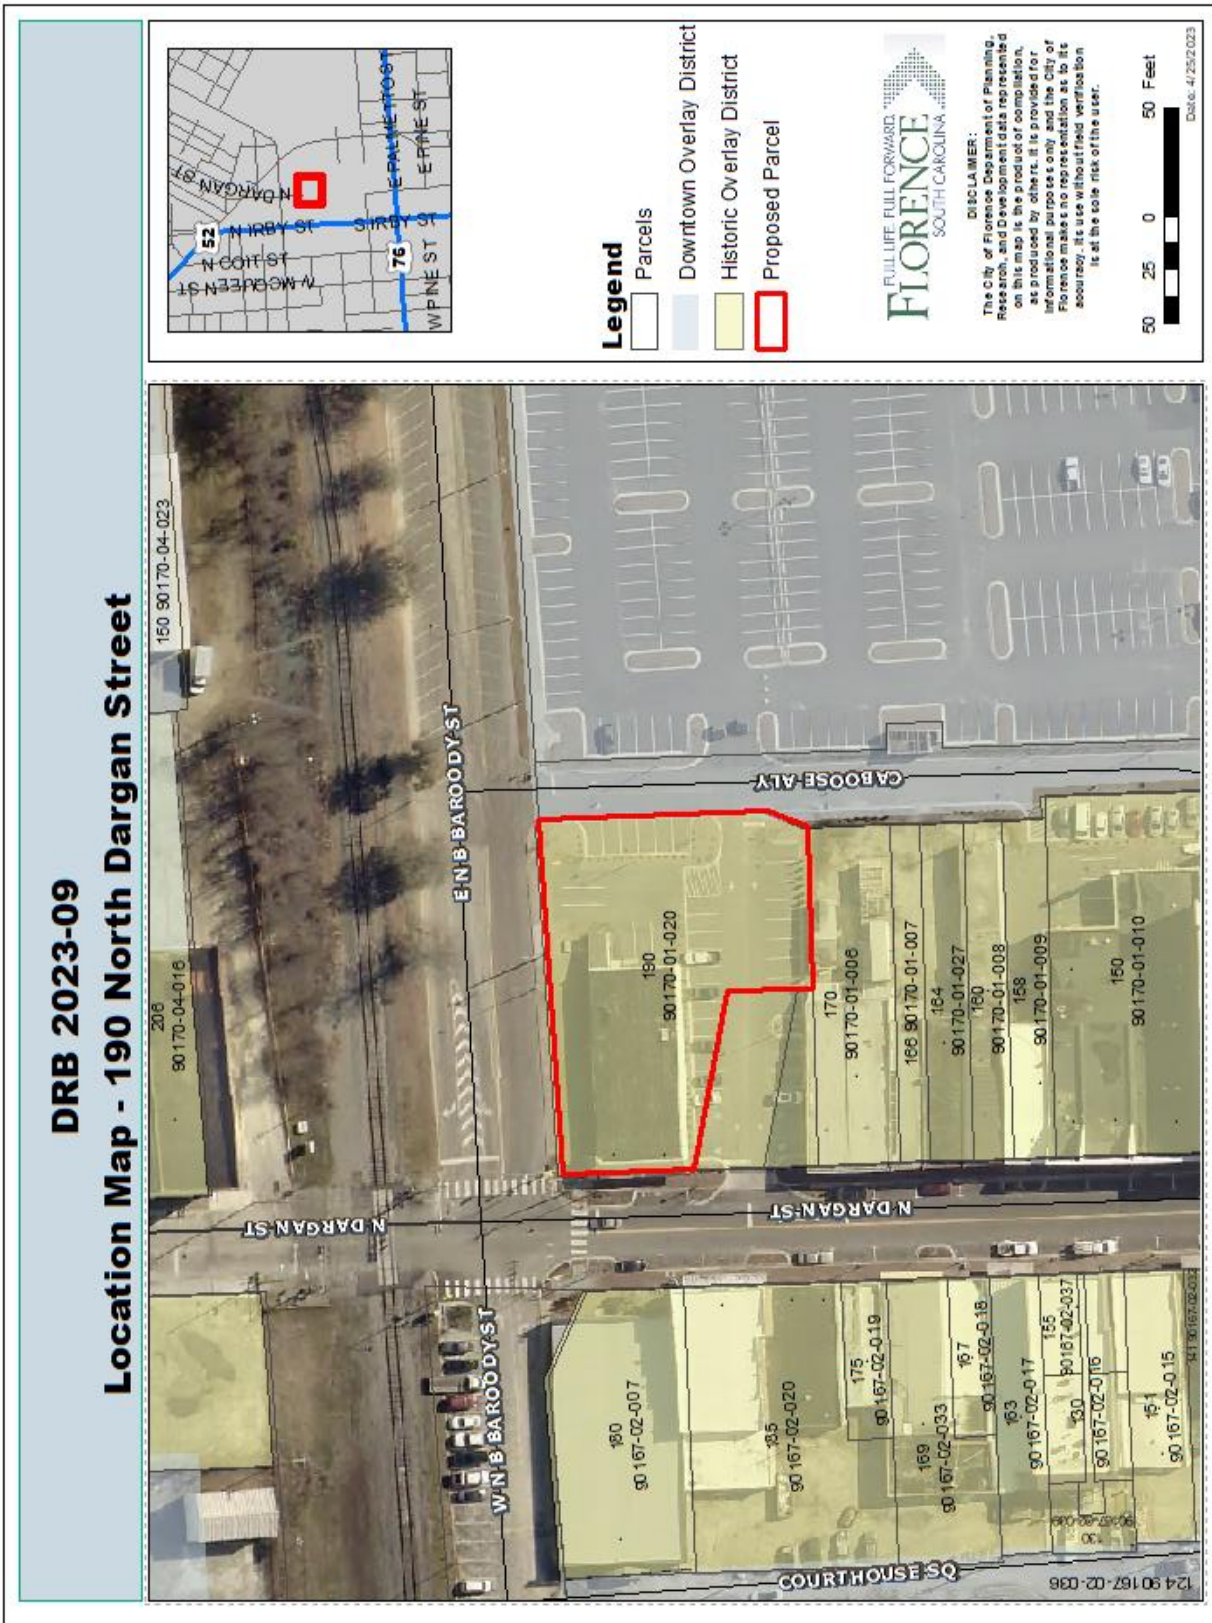 DRB 2023-09
Location Map - 190 North Dargan Street
206
90170-04-016
150 90170-04-023
N DARGAN ST
E N B BAROODY ST
W N B BAROODY ST
190
90170-01-020
CABOOSE ALY
N DARGAN ST
170
90170-01-006
166 90170-01-007
164
90170-01-027
160
90170-01-008
158
90170-01-009
150
90170-01-010
180
90167-02-007
185
90167-02-020
175
90167-02-019
169
90167-02-033
167
90167-02-018
163
90167-02-017
155
90167-02-037
130
90167-02-016
151
90167-02-015
130
90167-02-039
COURTHOUSE SQ
124 90167-02-036
N DARGAN ST
52
N IRBY ST
S IRBY ST
N COIT ST
N MCQUEEN ST
76
E PALMETTO ST
E PINE ST
W PINE ST
Legend
Parcels
Downtown Overlay District
Historic Overlay District
Proposed Parcel
FULL LIFE. FULL FORWARD.
FLORENCE
SOUTH CAROLINA
DISCLAIMER:
The City of Florence Deparment of Planning,
Research, and Development data represented
on this map is the product of compilation,
as produced by others. It is provided for
informational purposes only and the City of
Florence makes no representation as to its
accuracy. Its use without field verification
is at the sole risk of the user.
50 25 0 50 Feet
Date: 4/25/2023